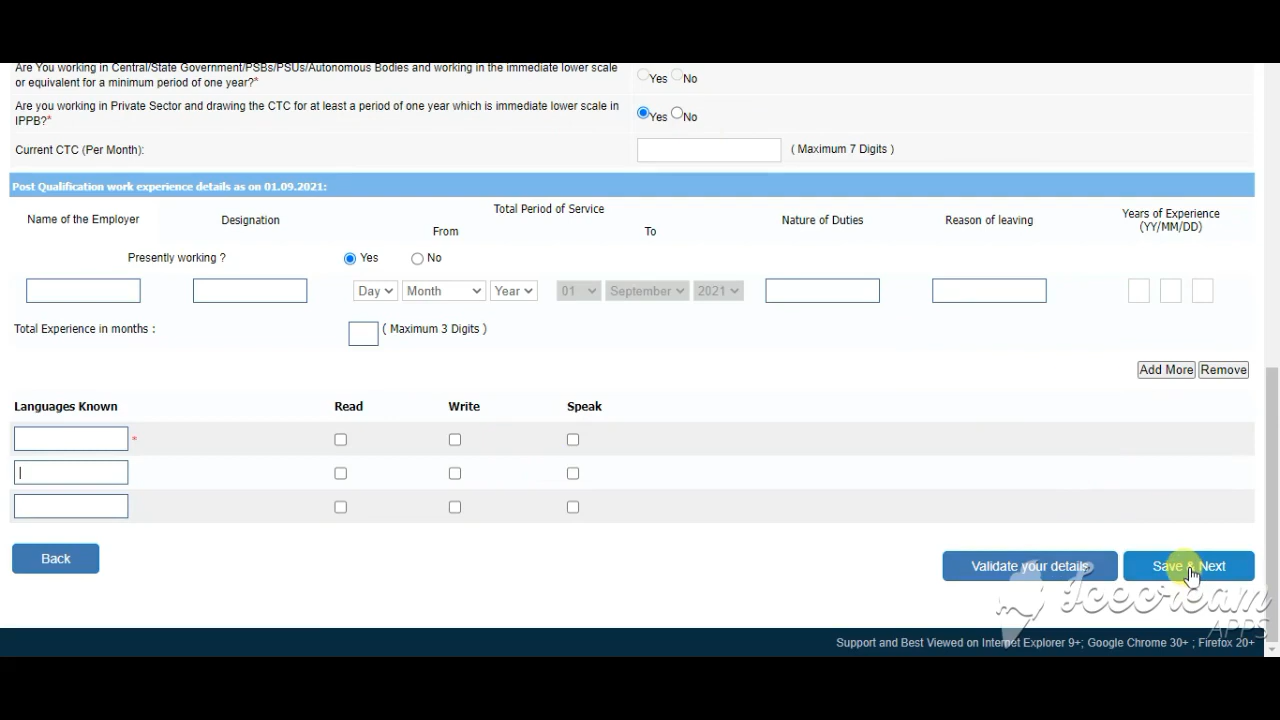 Are You working in Central/State Government/PSBs/PSUs/Autonomous Bodies and working in the immediate lower scale
or equivalent for a minimum period of one year?*
Yes No
Are you working in Private Sector and drawing the CTC for at least a period of one year which is immediate lower scale in
IPPB?*
Yes No
Current CTC (Per Month): ( Maximum 7 Digits )
Post Qualification work experience details as on 01.09.2021:
Name of the Employer Designation Total Period of Service Nature of Duties Reason of leaving Years of Experience
(YY/MM/DD)
From To
Presently working ? Yes No
Day Month Year 01 September 2021
Total Experience in months : ( Maximum 3 Digits )
Add More Remove
Languages Known Read Write Speak
*
Back Validate your details Save & Next
Icecream
APPS
Support and Best Viewed on Internet Explorer 9+; Google Chrome 30+ ; Firefox 20+